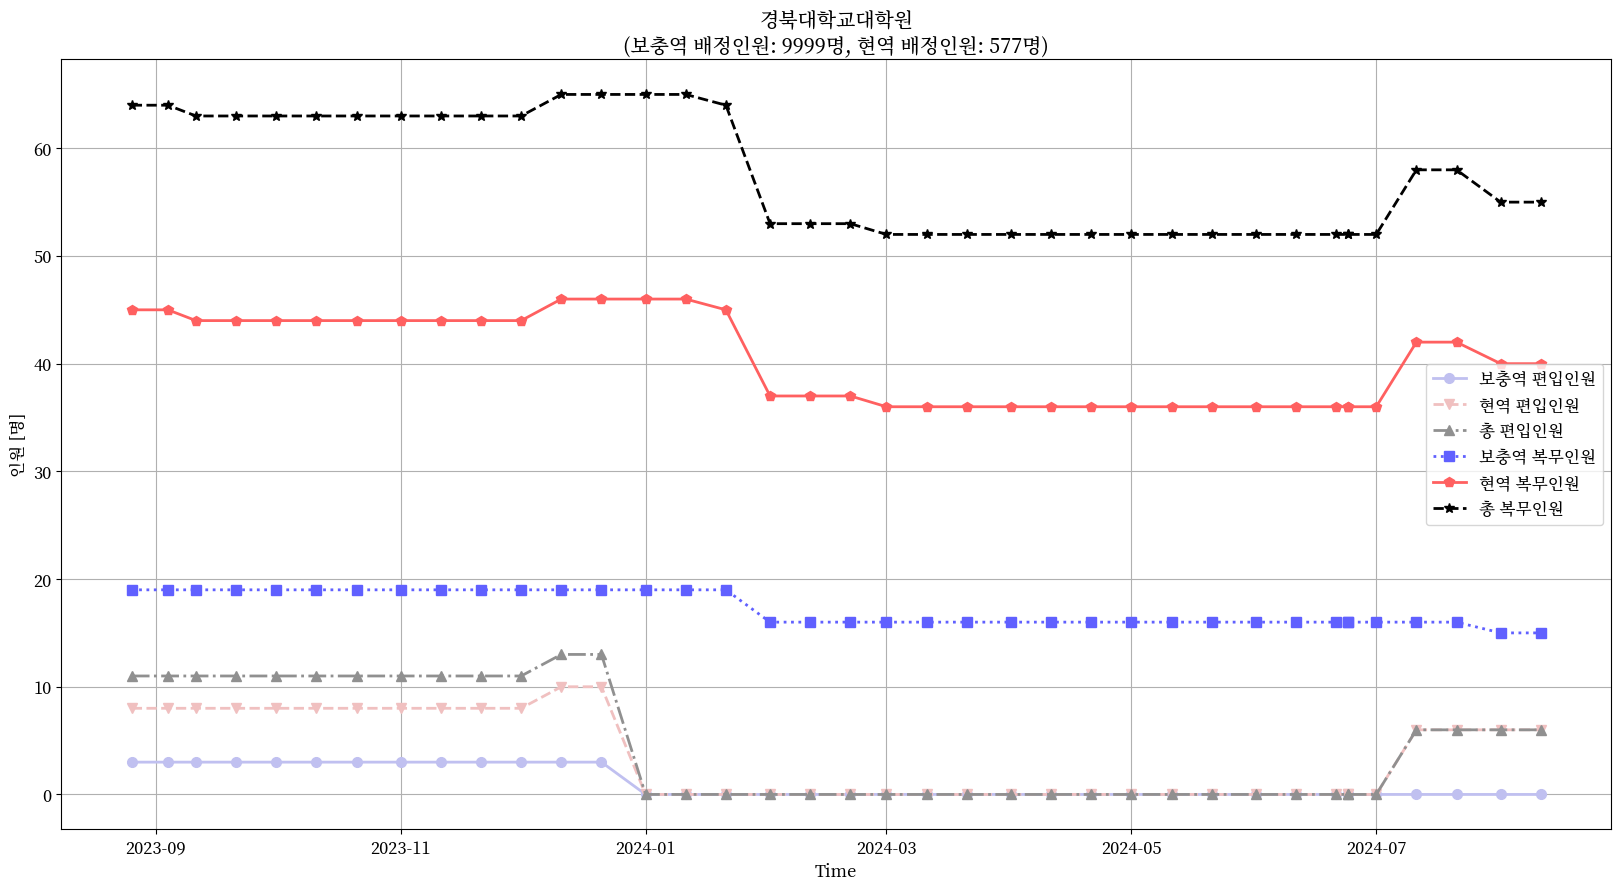 경북대학교대학원
(보충역 배정인원: 9999명, 현역 배정인원: 577명)
인원 [명]
60
50
40
30
20
10
0
보충역 편입인원
현역 편입인원
총 편입인원
보충역 복무인원
현역 복무인원
총 복무인원
2023-09
2023-11
2024-01
2024-03
2024-05
2024-07
Time